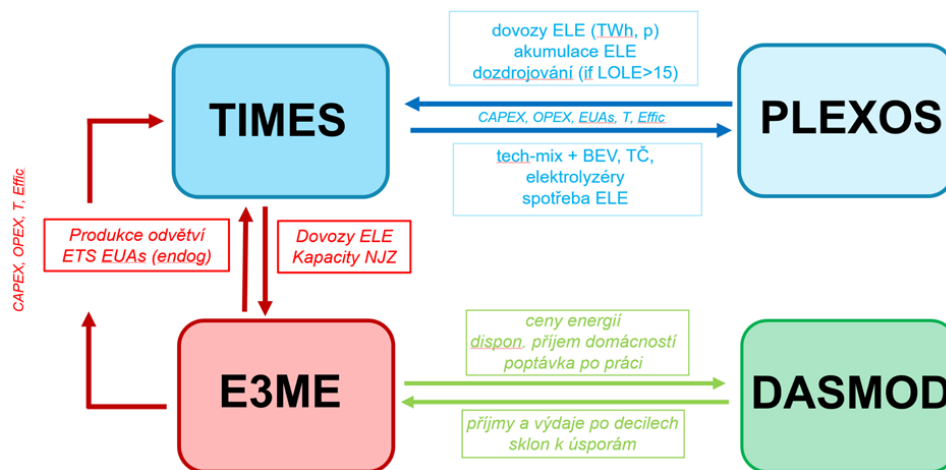 dovozy ELE (TWh, p)
akumulace ELE
dozdrojování (if LOLE>15)
TIMES
PLEXOS
CAPEX, OPEX, EUAs, T, Effic
tech-mix + BEV, TČ,
elektrolyzéry
spotřeba ELE
CAPEX, OPEX, T, Effic
Produkce odvětví
ETS EUAs (endog)
Dovozy ELE
Kapacity NJZ
ceny energií
dispon. příjem domácností
poptávka po práci
E3ME
DASMOD
příjmy a výdaje po decilech
sklon k úsporám